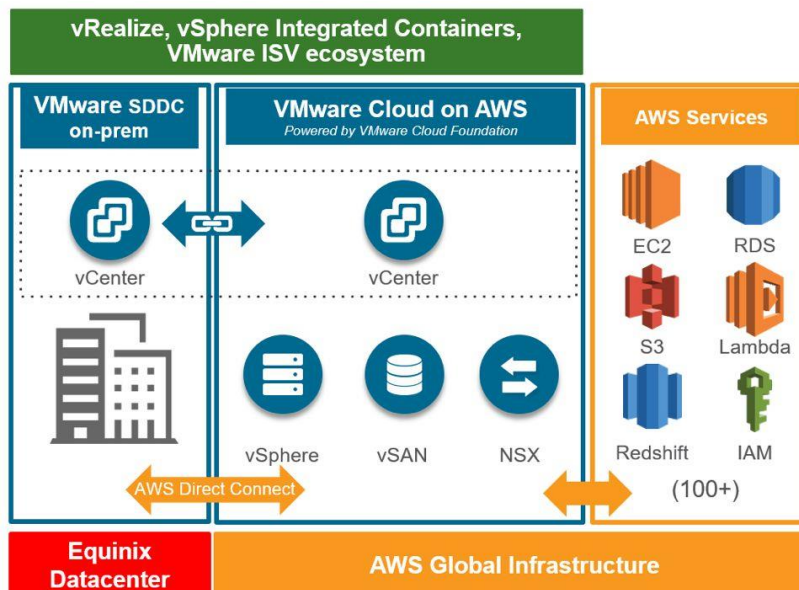 vRealize, vSphere Integrated Containers,
VMware ISV ecosystem
VMware SDDC
on-prem
VMware Cloud on AWS
Powered by VMware Cloud Foundation
AWS Services
vCenter
vCenter
EC2
RDS
S3
Lambda
vSphere
vSAN
NSX
Redshift
IAM
AWS Direct Connect
(100+)
Equinix
Datacenter
AWS Global Infrastructure